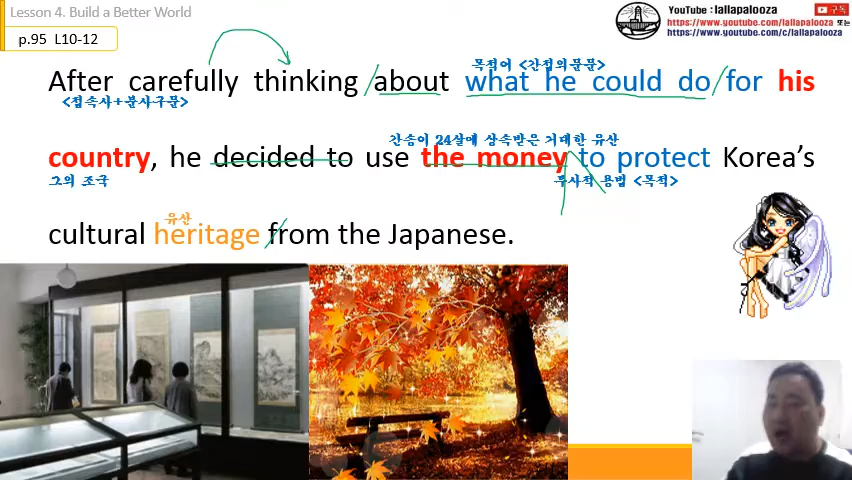 Lesson 4. Build a Better World
p.95 L10-12
YouTube : lallapalooza
구독
https://www.youtube.com/lallapalooza 또는
https://www.youtube.com/c/lallapalooza
목적어 <간접의문문>
After carefully thinking about what he could do for his
<접속사+분사구문>
간송이 24살에 상속받은 거대한 유산
country, he decided to use the money to protect Korea's
그의 조국
부사적 용법 <목적>
유산
cultural heritage from the Japanese.